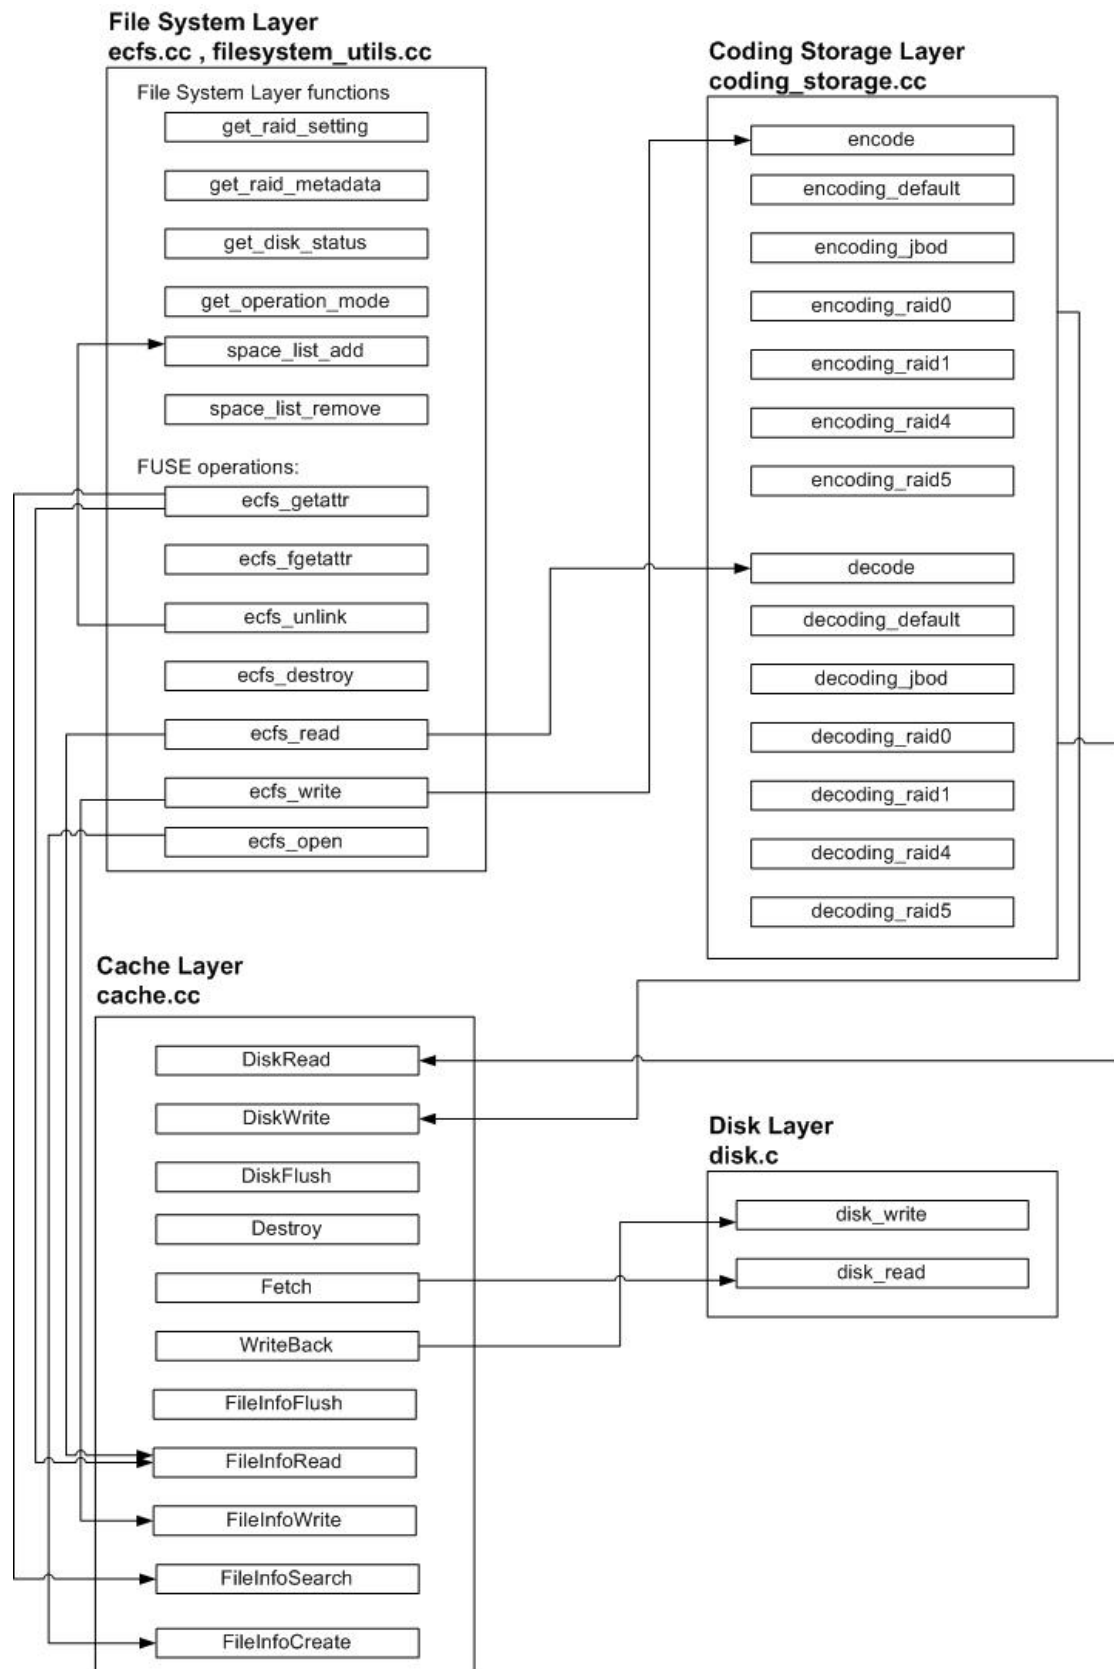 File System Layer
ecfs.cc , filesystem_utils.cc
File System Layer functions
get_raid_setting
get_raid_metadata
get_disk_status
get_operation_mode
space_list_add
space_list_remove
FUSE operations:
ecfs_getattr
ecfs_fgetattr
ecfs_unlink
ecfs_destroy
ecfs_read
ecfs_write
ecfs_open
Coding Storage Layer
coding_storage.cc
encode
encoding_default
encoding_jbod
encoding_raid0
encoding_raid1
encoding_raid4
encoding_raid5
decode
decoding_default
decoding_jbod
decoding_raid0
decoding_raid1
decoding_raid4
decoding_raid5
Cache Layer
cache.cc
DiskRead
DiskWrite
DiskFlush
Destroy
Fetch
WriteBack
FileInfoFlush
FileInfoRead
FileInfoWrite
FileInfoSearch
FileInfoCreate
Disk Layer
disk.c
disk_write
disk_read